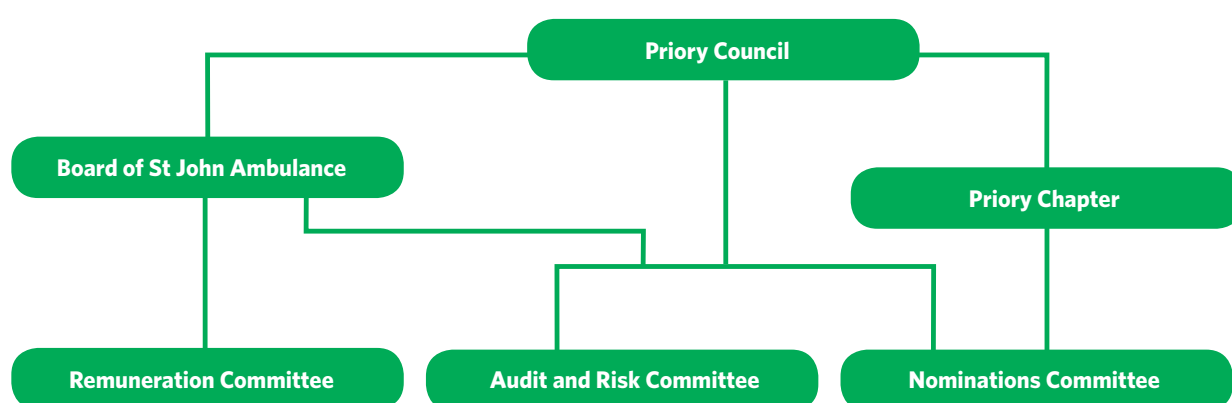 Priory Council
Board of St John Ambulance
Priory Chapter
Remuneration Committee
Audit and Risk Committee
Nominations Committee